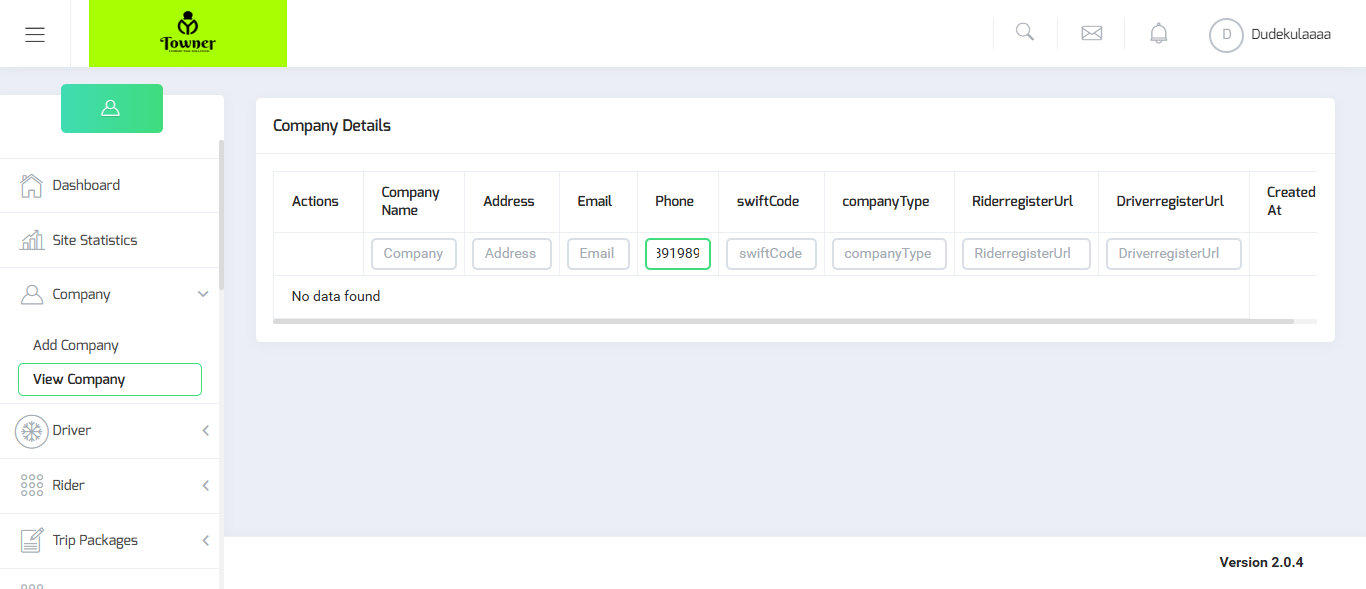 Towner
D
Dudekulaaaa
Dashboard
Site Statistics
Company
Add Company
View Company
Driver
Rider
Trip Packages
Company Details
Actions
Company
Name
Address
Email
Phone
swiftCode
companyType
RiderregisterUrl
DriverregisterUrl
Created
At
Company
Address
Email
391989
swiftCode
companyType
RiderregisterUrl
DriverregisterUrl
No data found
Version 2.0.4